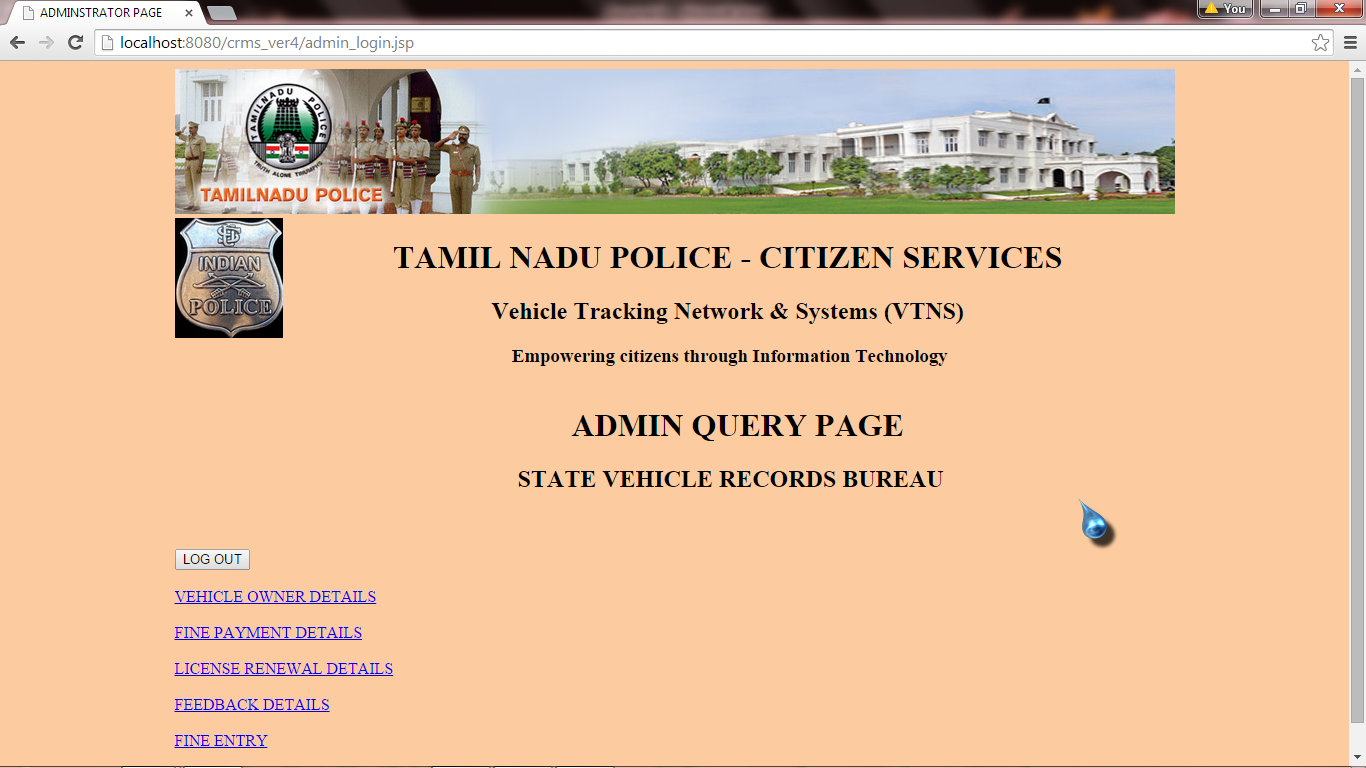 ADMINSTRATOR PAGE
You
localhost:8080/crms_ver4/admin_login.jsp
TAMILNADU POLICE
TRUTH ALONE TRIUMPHS
TAMILNADU POLICE
INDIAN
POLICE
TAMIL NADU POLICE - CITIZEN SERVICES
Vehicle Tracking Network & Systems (VTNS)
Empowering citizens through Information Technology
ADMIN QUERY PAGE
STATE VEHICLE RECORDS BUREAU
LOG OUT
VEHICLE OWNER DETAILS
FINE PAYMENT DETAILS
LICENSE RENEWAL DETAILS
FEEDBACK DETAILS
FINE ENTRY